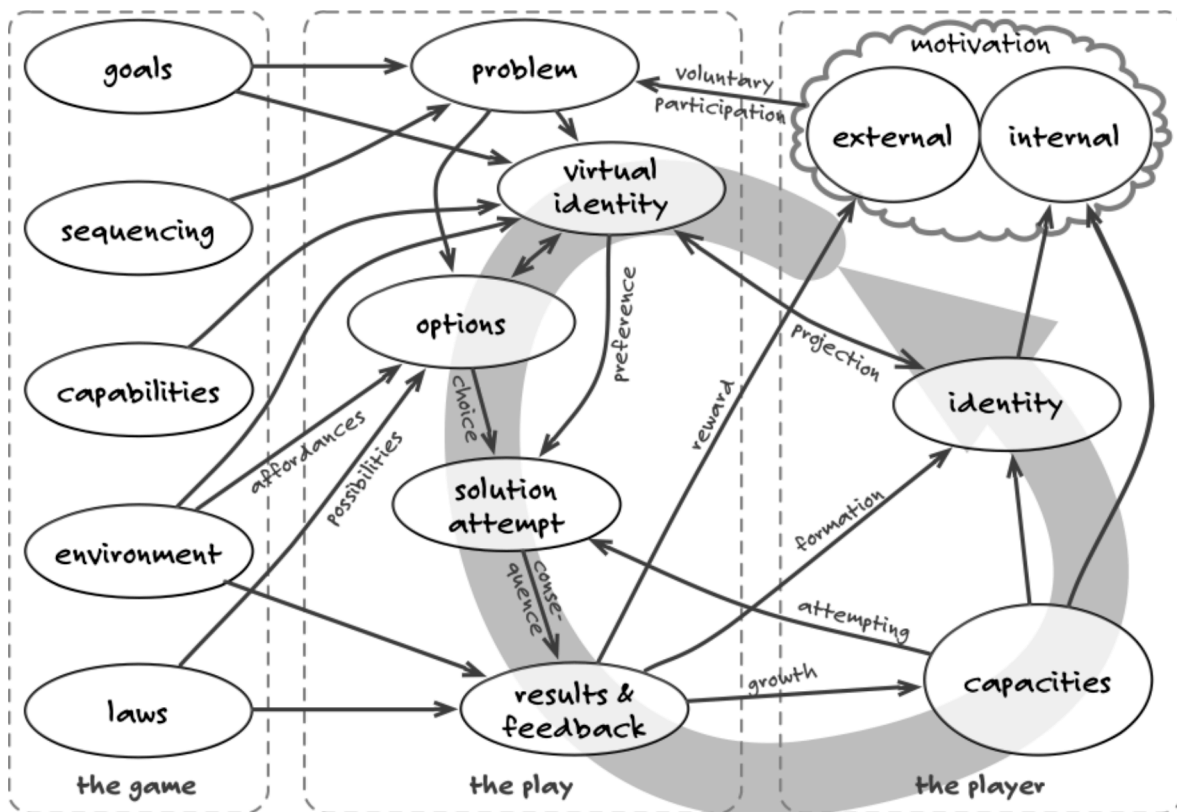 goals
sequencing
capabilities
environment
laws
the game
problem
virtual
identity
options
choice
preference
solution
attempt
conse-
quence
results &
feedback
the play
affordances
possibilities
voluntary
participation
projection
reward
formation
attempting
growth
motivation
external
internal
identity
capacities
the player